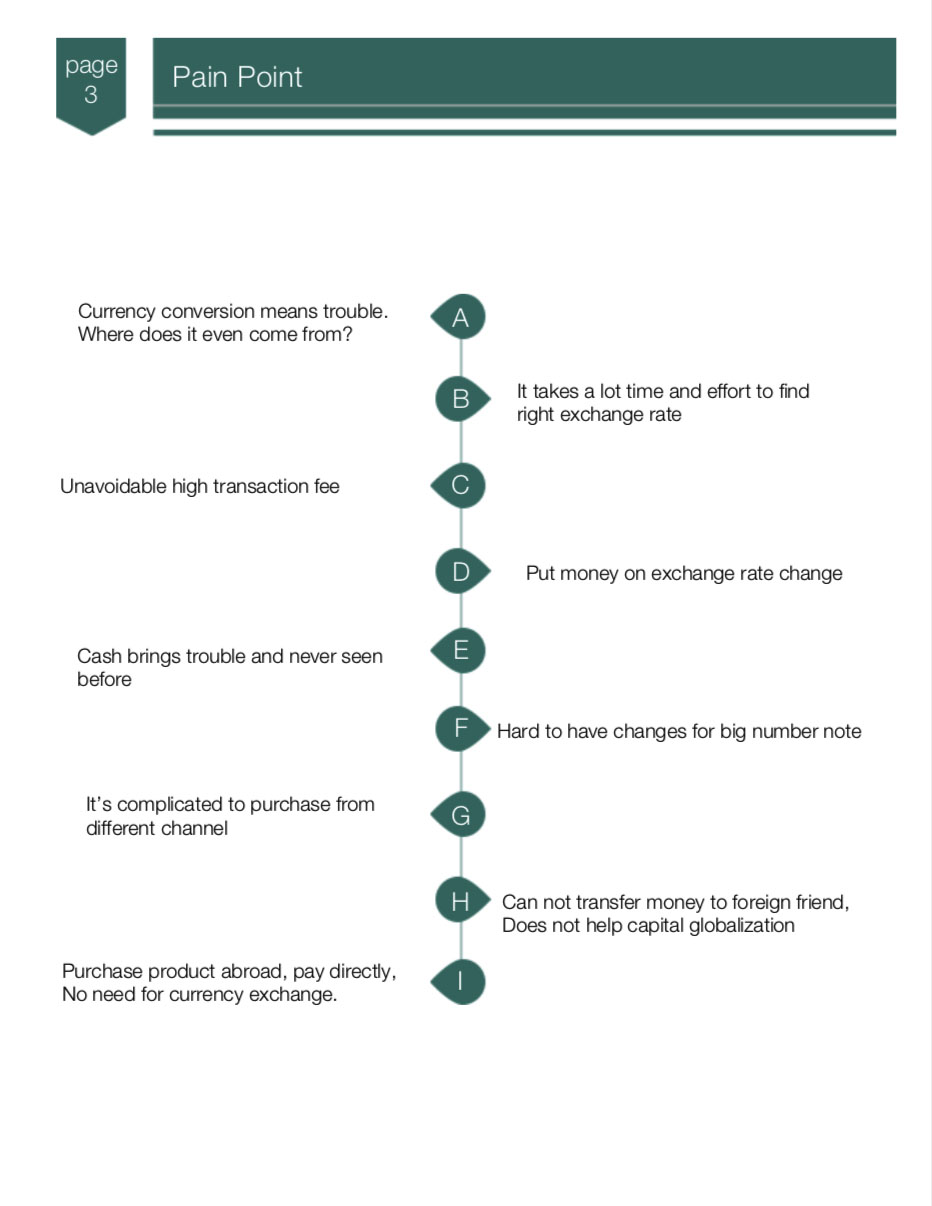 page
3
Pain Point
Currency conversion means trouble.
Where does it even come from?
A
B
It takes a lot time and effort to find
right exchange rate
Unavoidable high transaction fee
C
D
Put money on exchange rate change
Cash brings trouble and never seen
before
E
F
Hard to have changes for big number note
It's complicated to purchase from
different channel
G
H
Can not transfer money to foreign friend,
Does not help capital globalization
Purchase product abroad, pay directly,
No need for currency exchange.
I